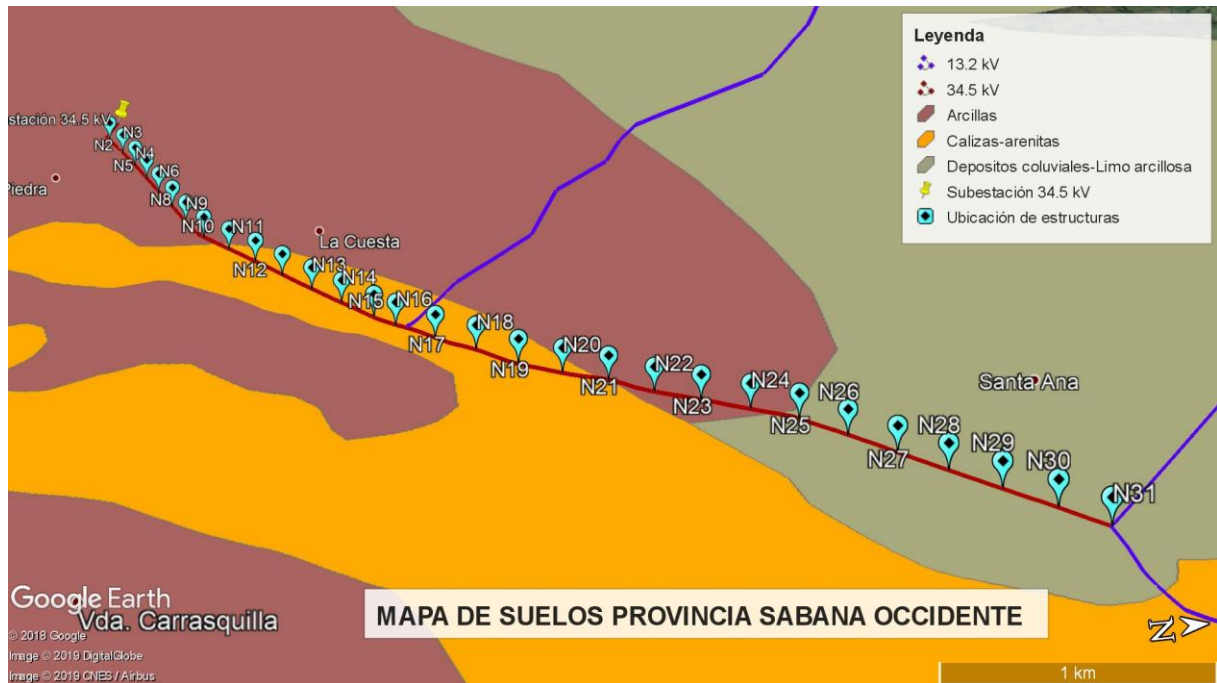 Leyenda
13.2 kV
34.5 kV
Arcillas
Calizas-arenitas
Depositos coluviales-Limo arcillosa
Subestación 34.5 kV
Ubicación de estructuras
stación 34.5 kV
N3
N2
N4
N5
N6
Piedra
N8
N9
N10
N11
La Cuesta
N12
N13
N14
N15
N16
N17
N18
N19
N20
N21
N22
N23
N24
Santa Ana
N25
N26
N27
N28
N29
N30
N31
Google Earth
Vda. Carrasquilla
MAPA DE SUELOS PROVINCIA SABANA OCCIDENTE
N
© 2018 Google
Image © 2019 DigitalGlobe
Image © 2019 CNES / Airbus
1 km